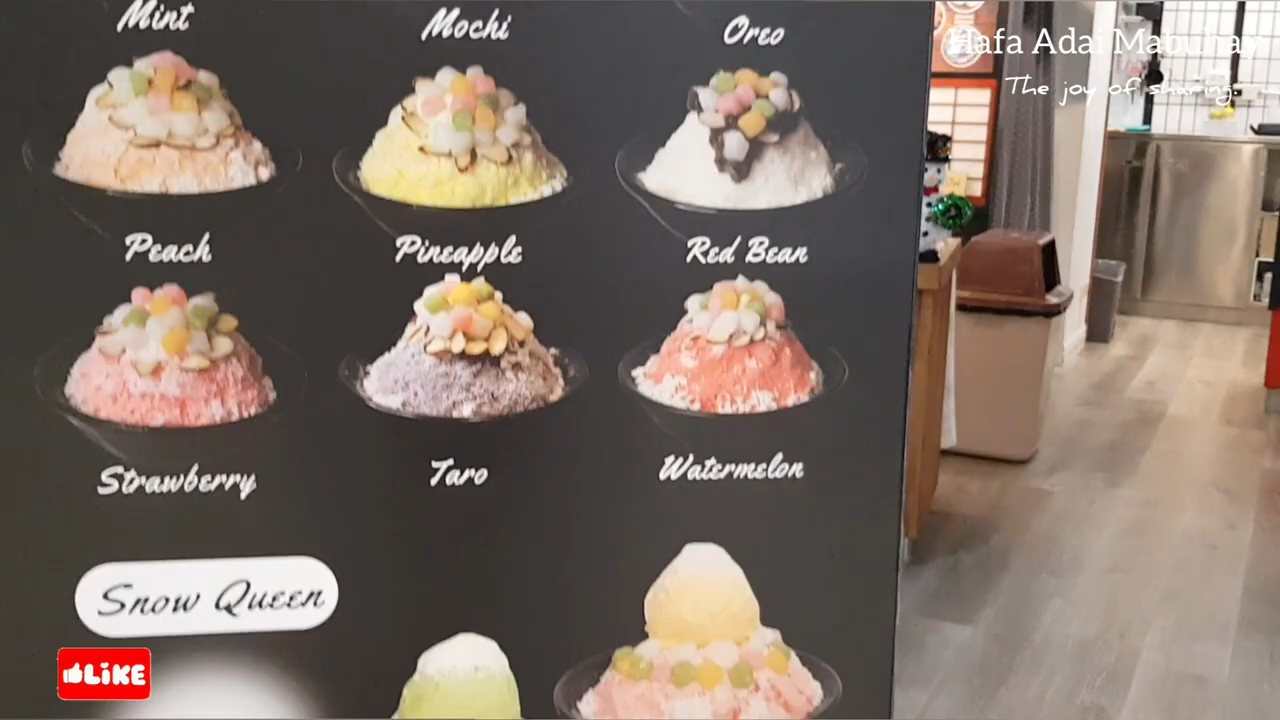 Mint Mochi Oreo
Hafa Adai Mabuhay
The joy of sharing.
Peach Pineapple Red Bean
Strawberry Taro Watermelon
Snow Queen
LiKE